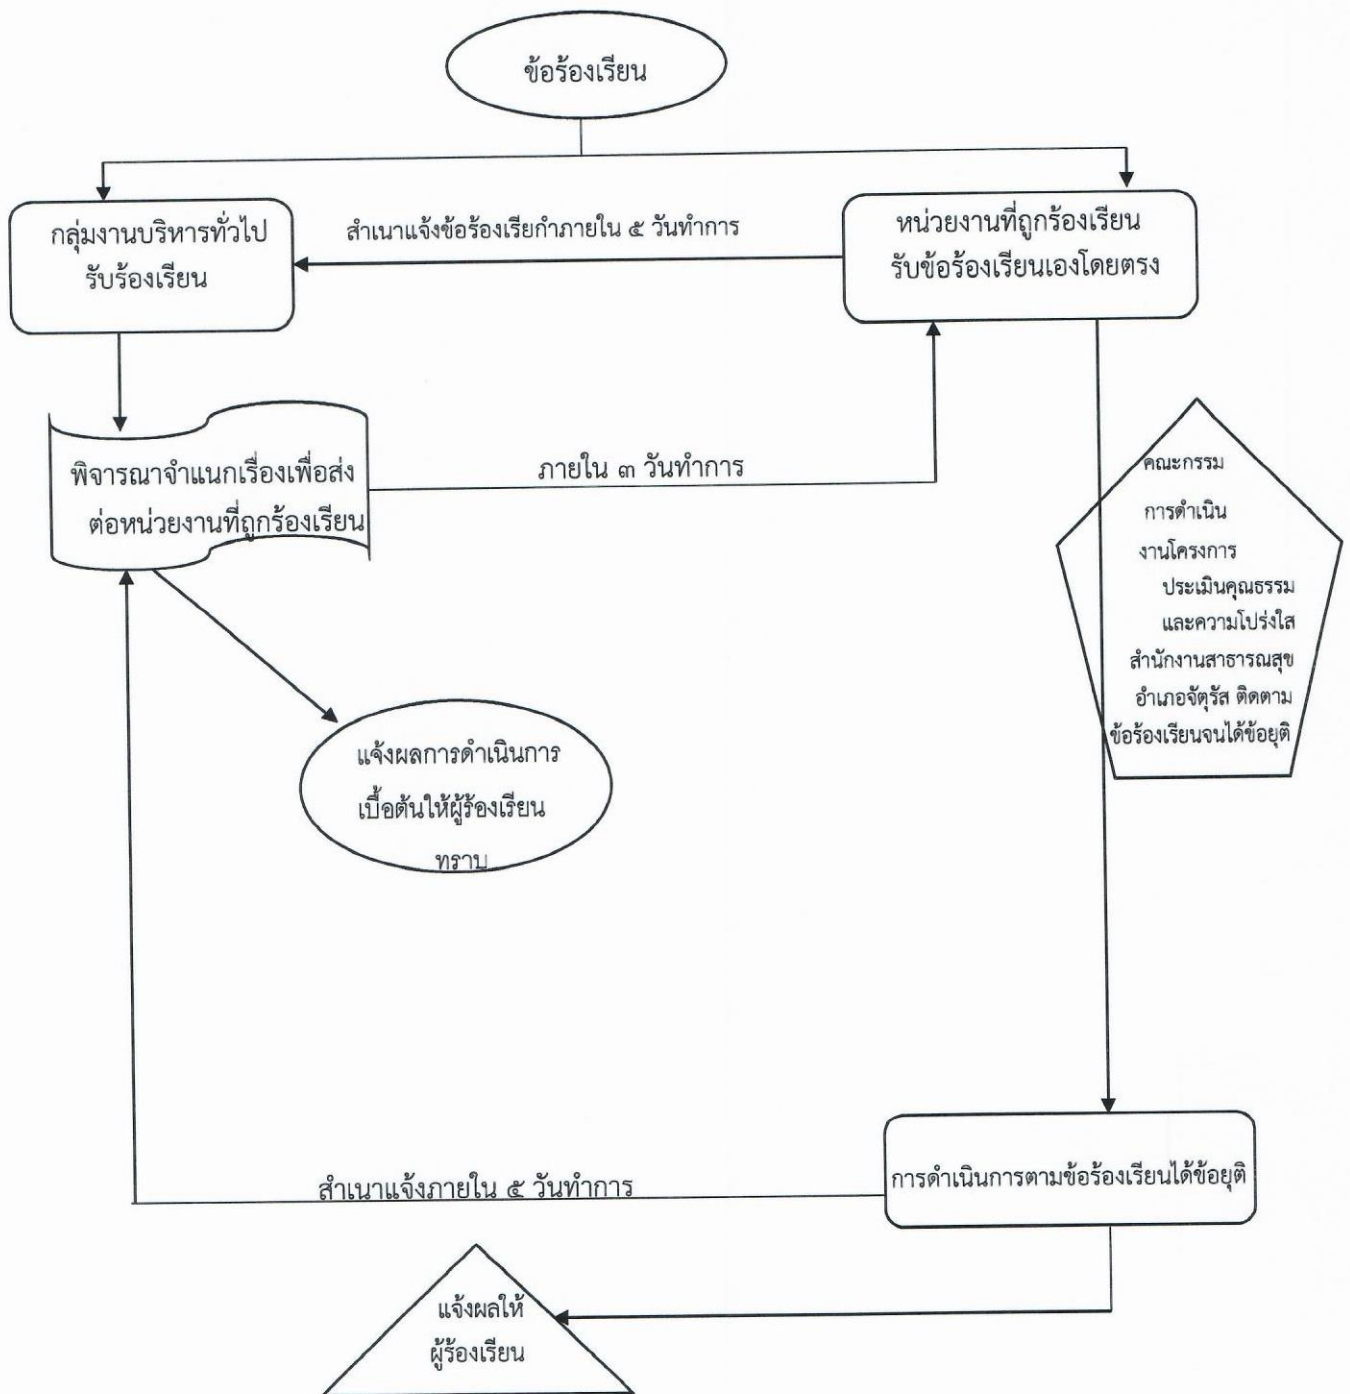 ข้อร้องเรียน
กลุ่มงานบริหารทั่วไป
รับร้องเรียน
สำเนาแจ้งข้อร้องเรียกำภายใน ๕ วันทำการ
หน่วยงานที่ถูกร้องเรียน
รับข้อร้องเรียนเองโดยตรง
พิจารณาจำแนกเรื่องเพื่อส่ง
ต่อหน่วยงานที่ถูกร้องเรียน
ภายใน ๓ วันทำการ
คณะกรรม
การดำเนิน
งานโครงการ
ประเมินคุณธรรม
และความโปร่งใส
สำนักงานสาธารณสุข
อำเภอจัตุรัส ติดตาม
ข้อร้องเรียนจนได้ข้อยุติ
แจ้งผลการดำเนินการ
เบื้อต้นให้ผู้ร้องเรียน
ทราบ
การดำเนินการตามข้อร้องเรียนได้ข้อยุติ
สำเนาแจ้งภายใน ๕ วันทำการ
แจ้งผลให้
ผู้ร้องเรียน